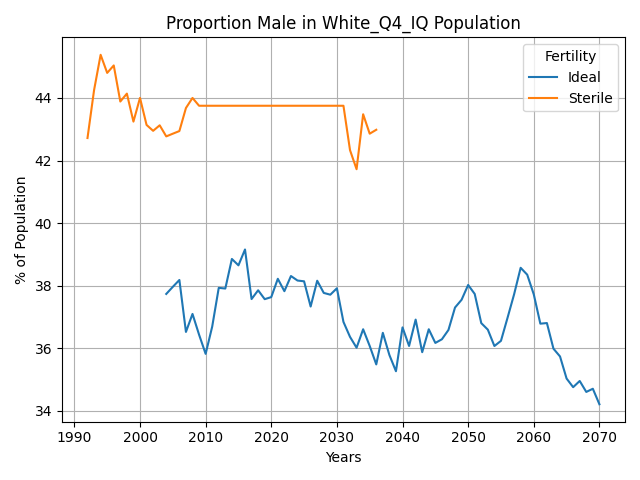 Proportion Male in White_Q4_IQ Population
Fertility
Ideal
Sterile
% of Population
44
42
40
38
36
34
1990
2000
2010
2020
2030
2040
2050
2060
2070
Years